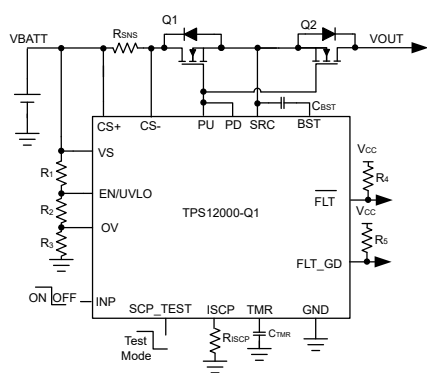 Q1
Q2
VBATT
RSNS
VOUT
CBST
CS+
CS-
PU
PD
SRC
BST
VS
R1
EN/UVLO
R2
OV
R3
TPS12000-Q1
VCC
R4
FLT
VCC
R5
FLT_GD
ON OFF
INP
SCP_TEST
ISCP
TMR
GND
Test
Mode
RISCP
CTMR